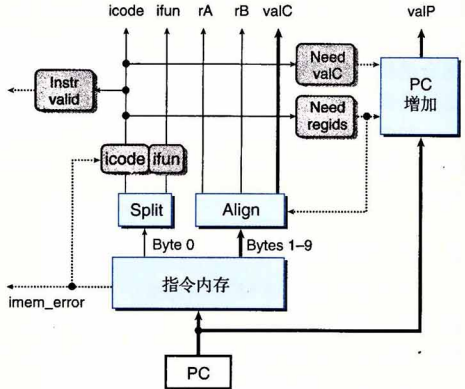 icode ifun rA rB valC valP
Need
valC
PC
增加
Instr
valid
Need
regids
icode ifun
Split
Align
Byte 0
Bytes 1–9
指令内存
imem_error
PC